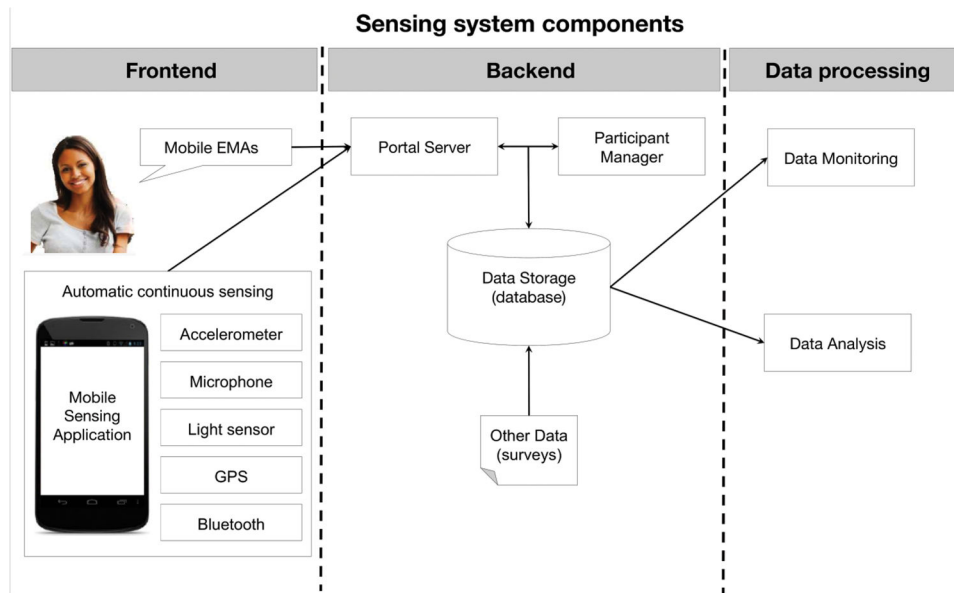 Sensing system components
Frontend
Backend
Data processing
Mobile EMAs
Portal Server
Participant
Manager
Data Monitoring
Automatic continuous sensing
Mobile
Sensing
Application
Accelerometer
Microphone
Light sensor
GPS
Bluetooth
Data Storage
(database)
Other Data
(surveys)
Data Analysis